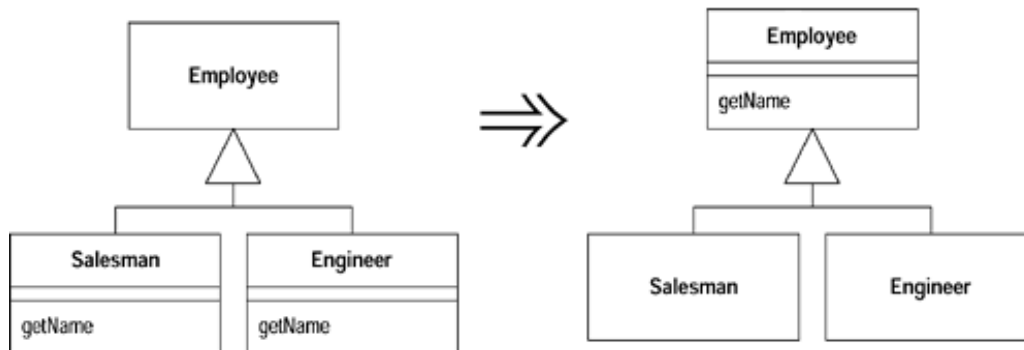 Employee
Salesman
getName
Engineer
getName
Employee
getName
Salesman
Engineer